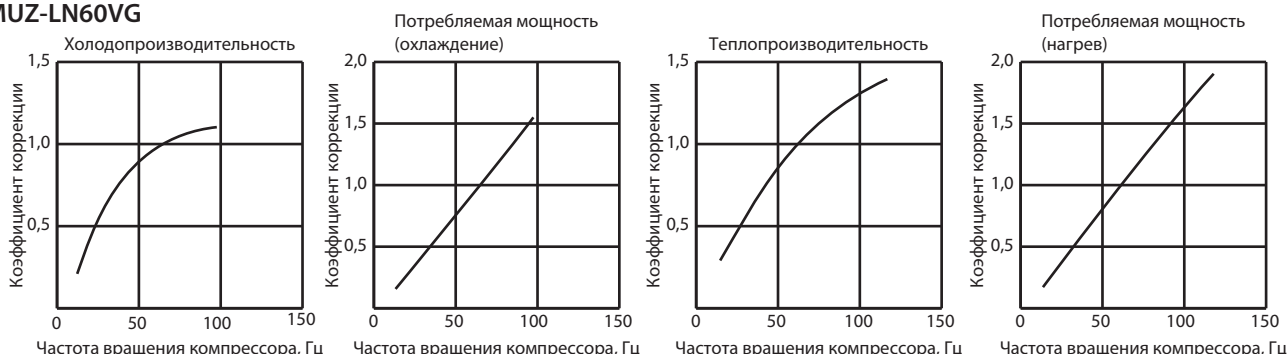 MUZ-LN60VG
Холодопроизводительность
1,5
1,0
0,5
0 50 100 150
Коэффициент коррекции
Частота вращения компрессора, Гц
Потребляемая мощность
(охлаждение)
2,0
1,5
1,0
0,5
0 50 100 150
Коэффициент коррекции
Частота вращения компрессора, Гц
Теплопроизводительность
1,5
1,0
0,5
0 50 100 150
Коэффициент коррекции
Частота вращения компрессора, Гц
Потребляемая мощность
(нагрев)
2,0
1,5
1,0
0,5
0 50 100 150
Коэффициент коррекции
Частота вращения компрессора, Гц